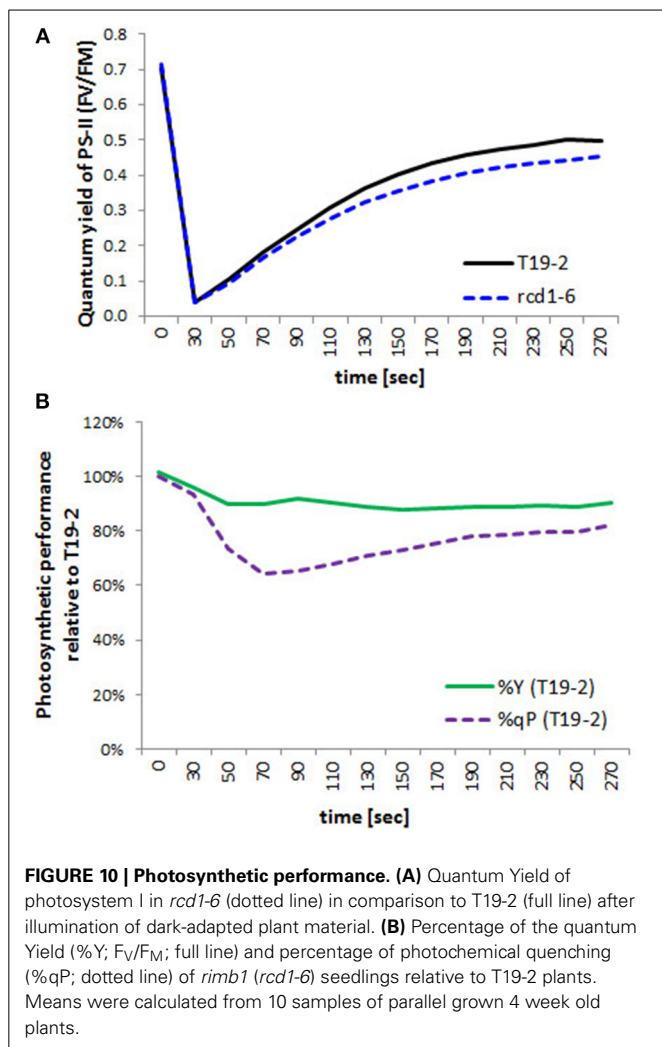 A
Quantum yield of PS-II (FV/FM)
0.8
0.7
0.6
0.5
0.4
0.3
0.2
0.1
0.0
T19-2
rcd1-6
0 30 50 70 90 110 130 150 170 190 210 230 250 270
time [sec]
B
Photosynthetic performance
relative to T19-2
120%
100%
80%
60%
40%
20%
0%
%Y (T19-2)
%qP (T19-2)
0 30 50 70 90 110 130 150 170 190 210 230 250 270
time [sec]
FIGURE 10 | Photosynthetic performance. (A) Quantum Yield of
photosystem I in rcd1-6 (dotted line) in comparison to T19-2 (full line) after
illumination of dark-adapted plant material. (B) Percentage of the quantum
Yield (%Y; FV/FM; full line) and percentage of photochemical quenching
(%qP; dotted line) of rimb1 (rcd1-6) seedlings relative to T19-2 plants.
Means were calculated from 10 samples of parallel grown 4 week old
plants.